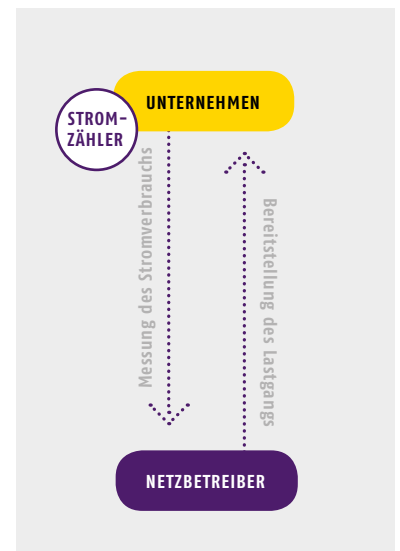 UNTERNEHMEN
STROM-
ZÄHLER
Messung des Stromverbrauchs
Bereitstellung des Lastgangs
NETZBETREIBER